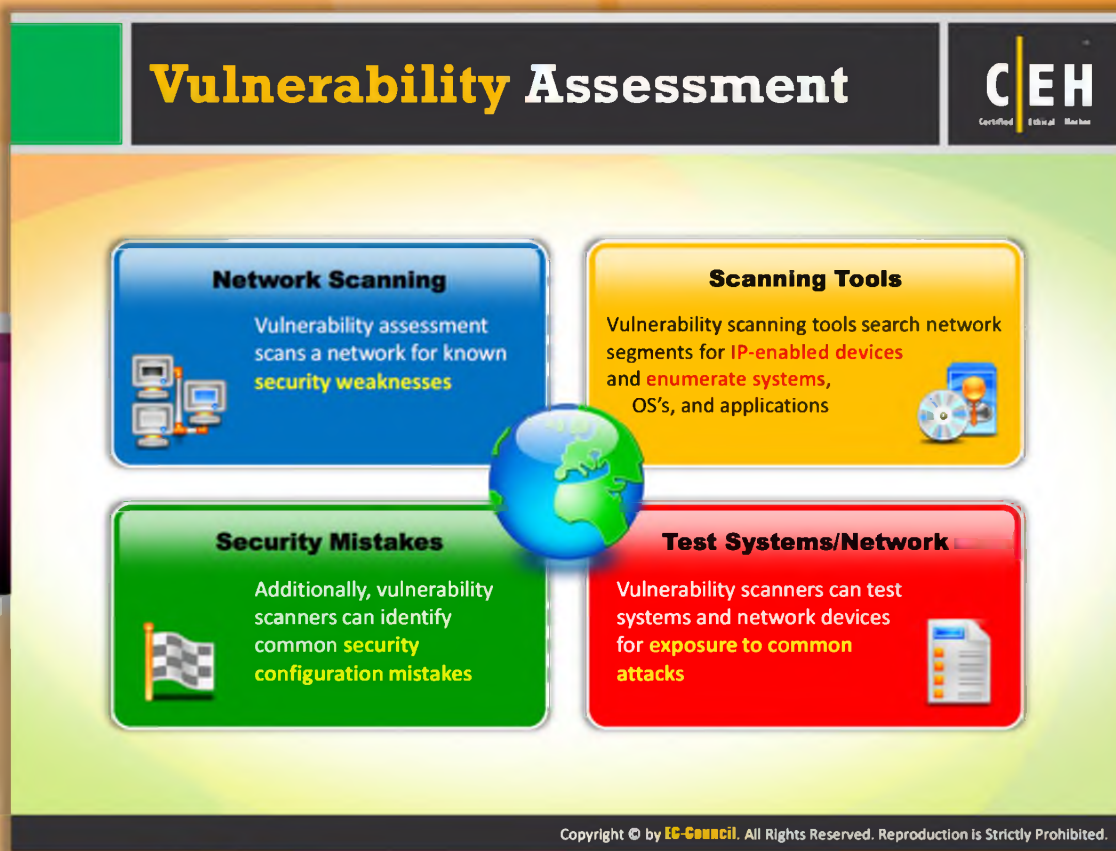 Vulnerability Assessment
C EH
Certified Ethical Hacker
Network Scanning
Vulnerability assessment
scans a network for known
security weaknesses
Scanning Tools
Vulnerability scanning tools search network
segments for IP-enabled devices
and enumerate systems,
OS's, and applications
Security Mistakes
Additionally, vulnerability
scanners can identify
common security
configuration mistakes
Test Systems/Network
Vulnerability scanners can test
systems and network devices
for exposure to common
attacks
Copyright © by EC-Council. All Rights Reserved. Reproduction is Strictly Prohibited.